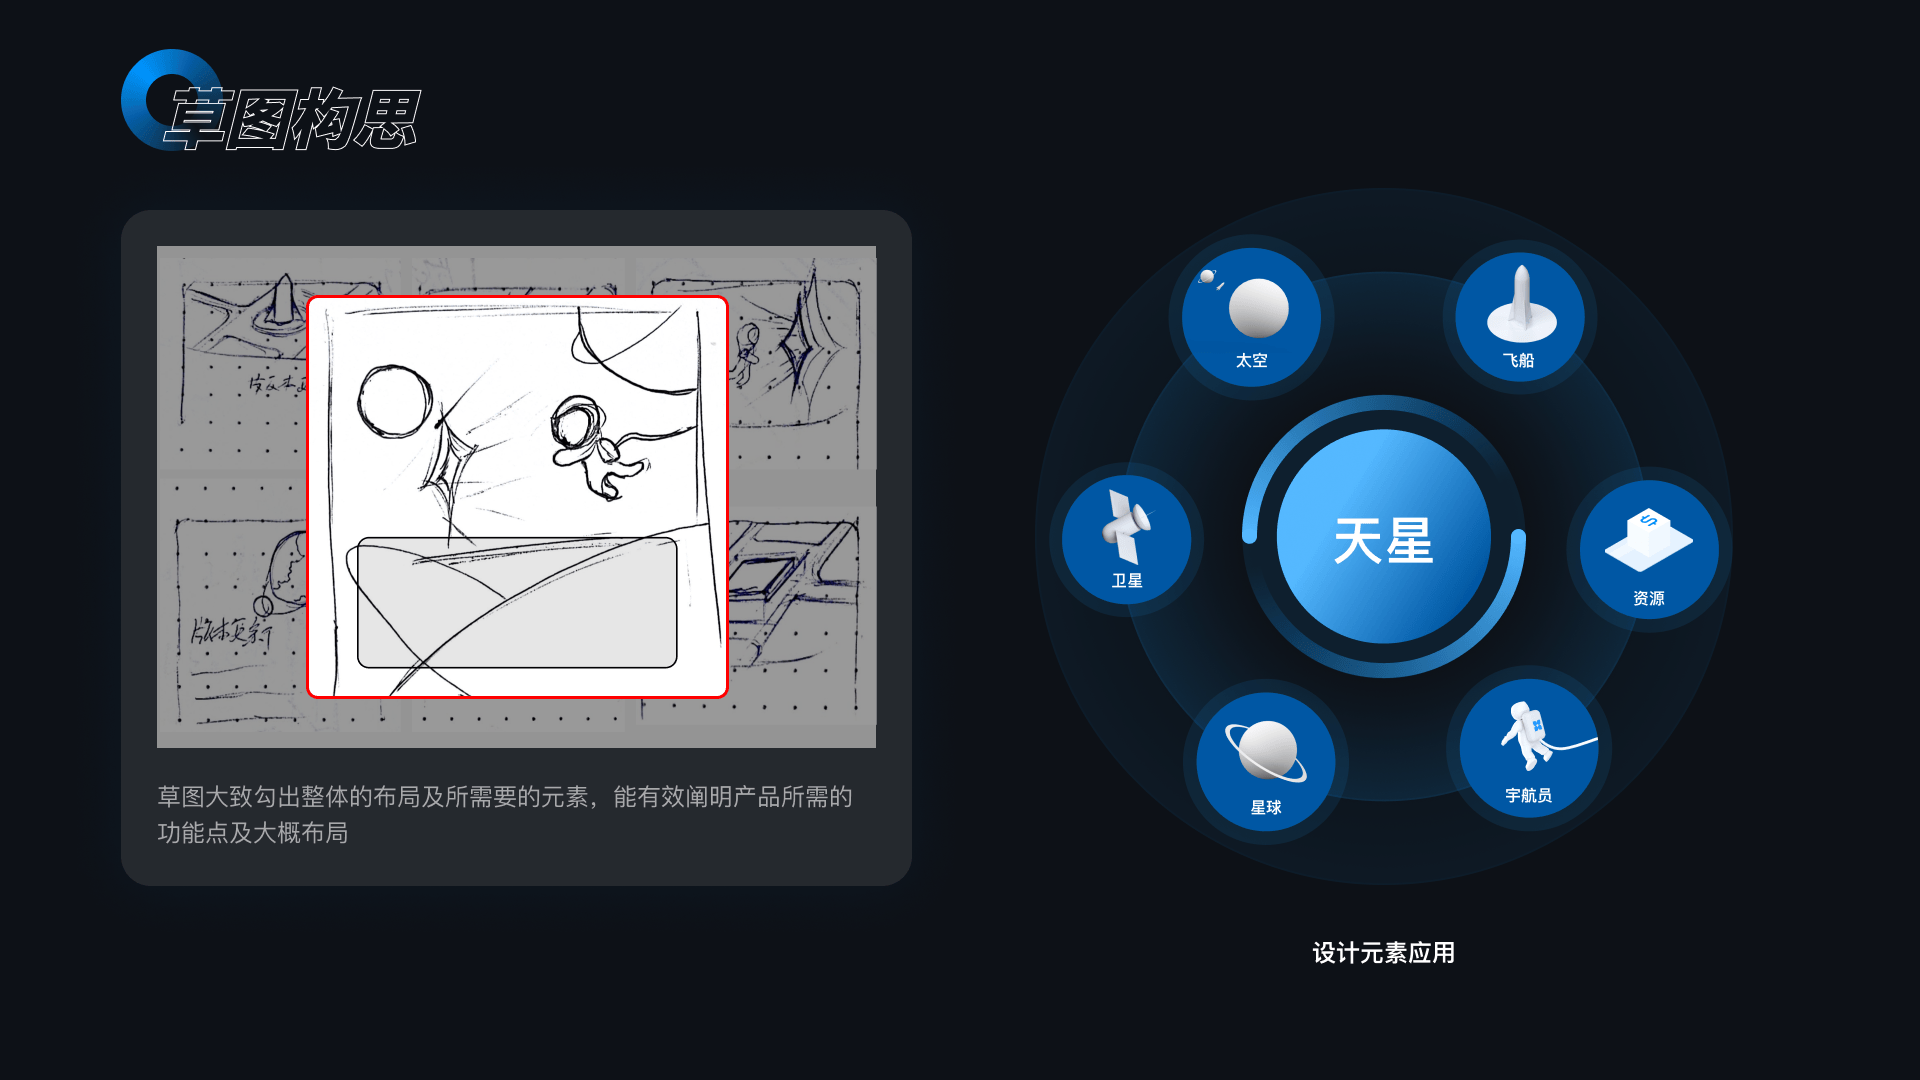 草图构思
版本更新
草图大致勾出整体的布局及所需要的元素，能有效阐明产品所需的
功能点及大概布局
太空
飞船
卫星
天星
资源
星球
宇航员
设计元素应用